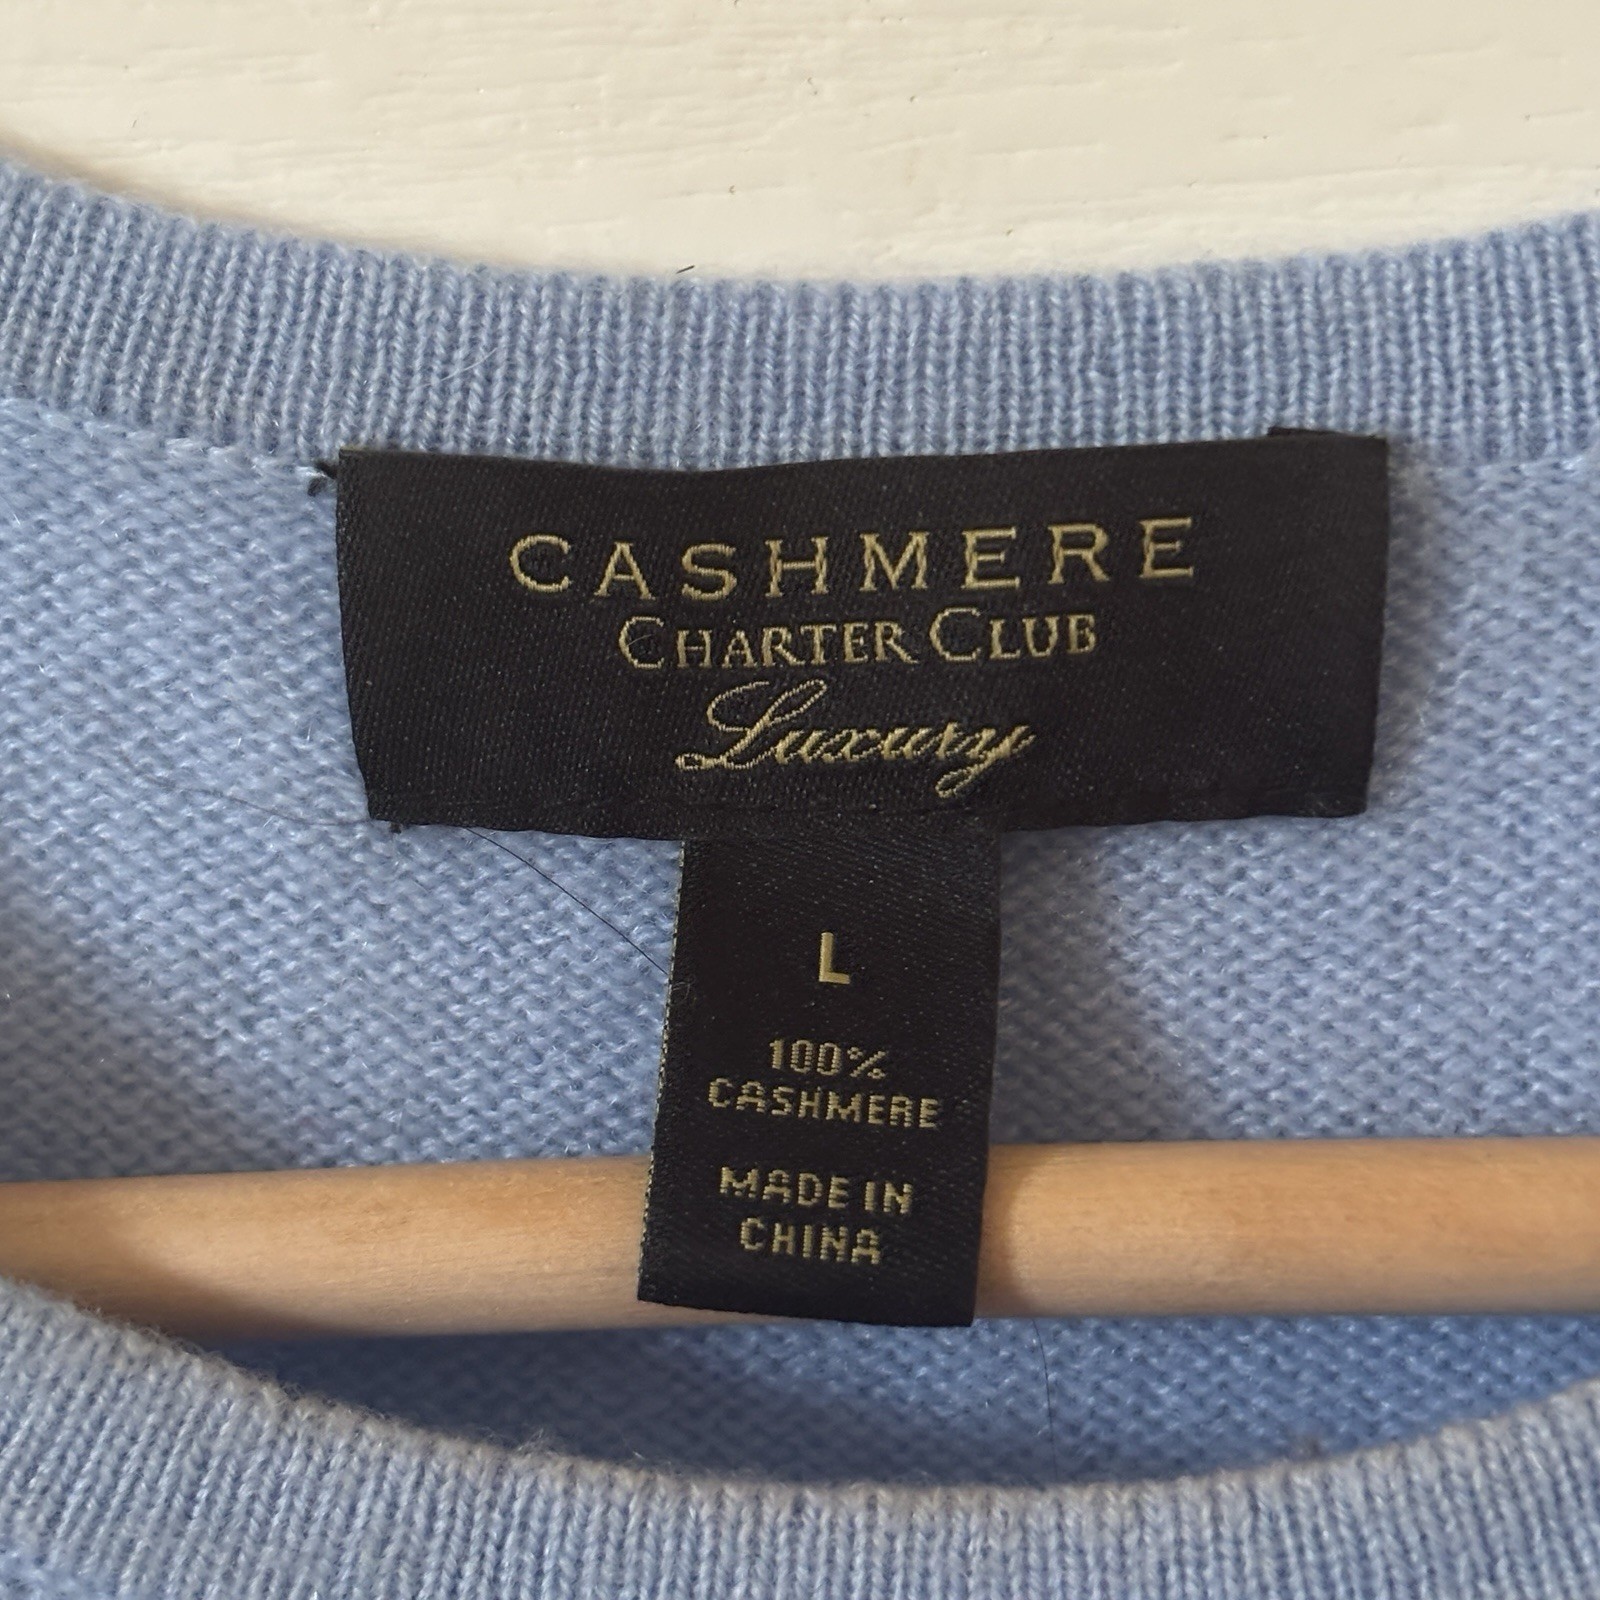 CASHMERE
CHARTER CLUB
Luxury
L
100%
CASHMERE
MADE IN
CHINA